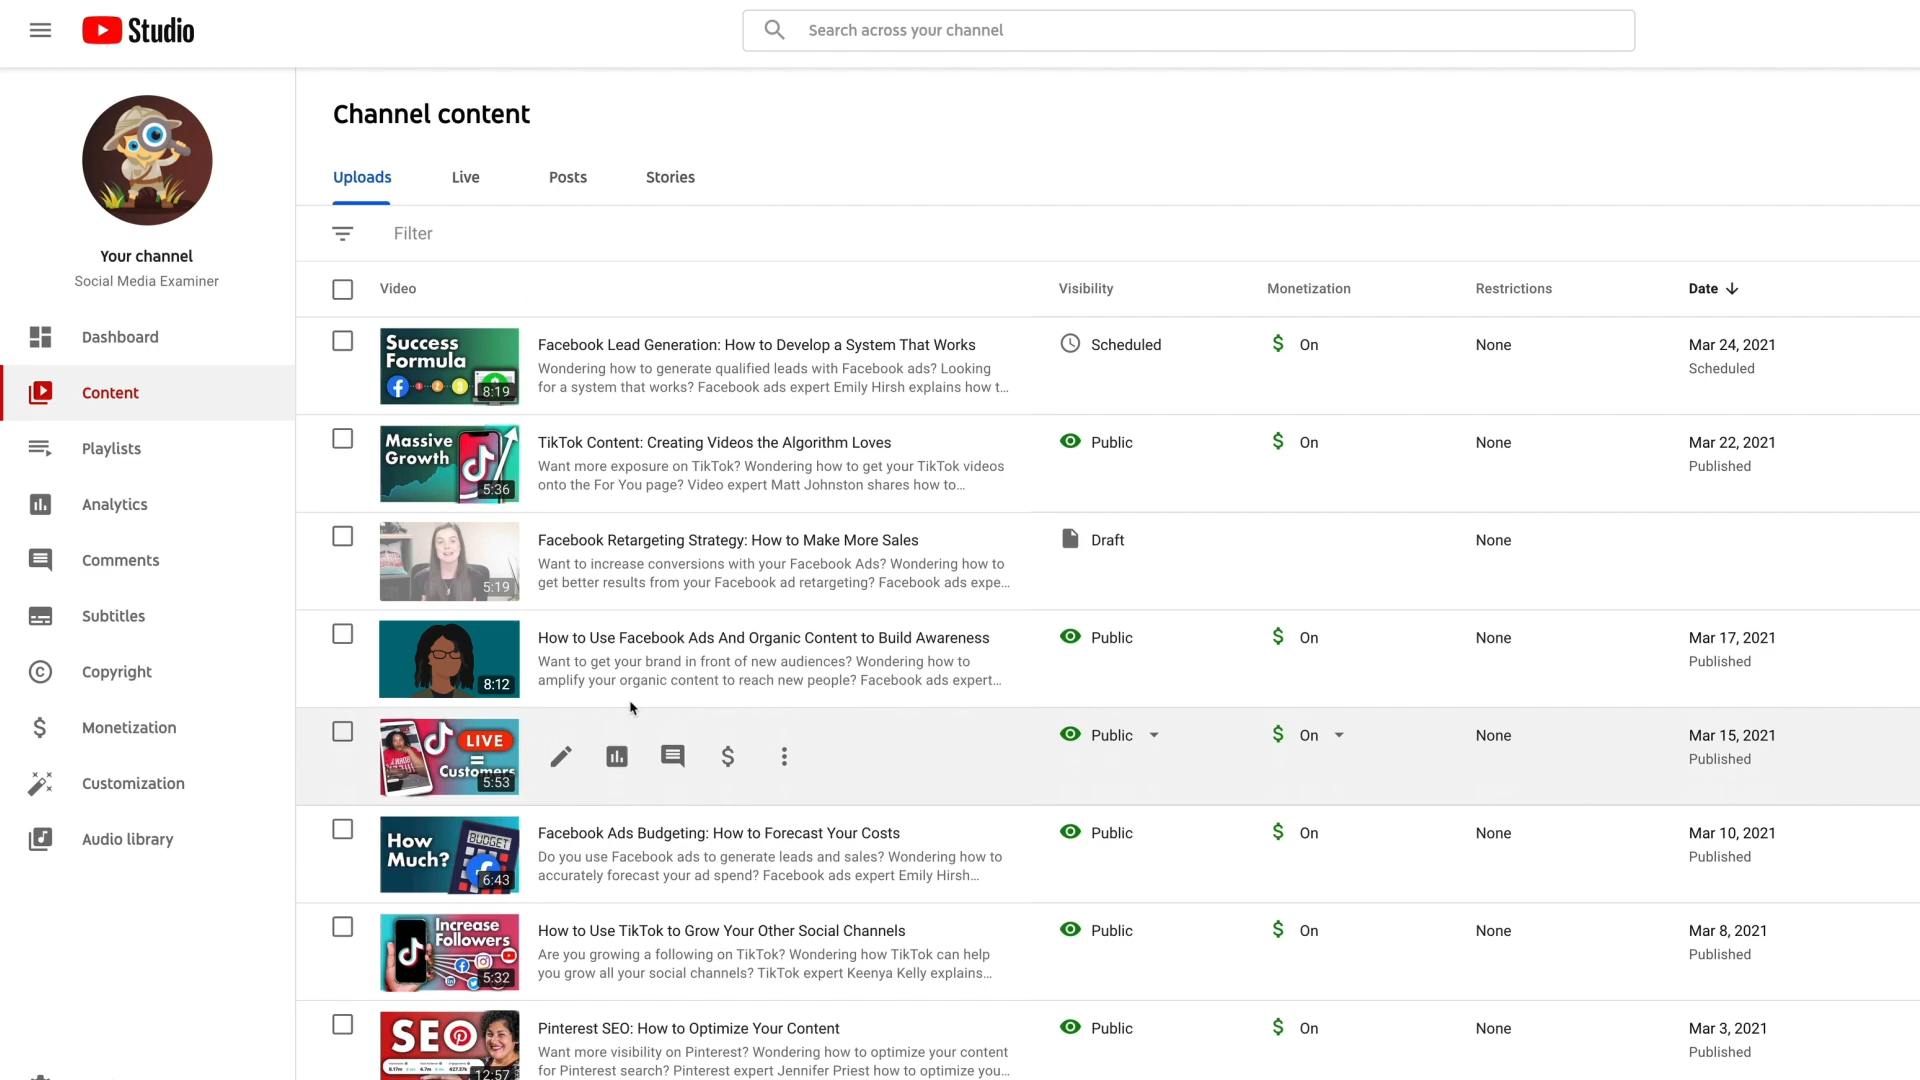 Studio
Search across your channel
Your channel
Social Media Examiner
Dashboard
Content
Playlists
Analytics
Comments
Subtitles
Copyright
Monetization
Customization
Audio library
Channel content
Uploads Live Posts Stories
Filter
Video Visibility Monetization Restrictions Date
Success
Formula
8:19
Facebook Lead Generation: How to Develop a System That Works
Wondering how to generate qualified leads with Facebook ads? Looking
for a system that works? Facebook ads expert Emily Hirsh explains how t...
Scheduled $ On None Mar 24, 2021
Scheduled
Massive
Growth
5:36
TikTok Content: Creating Videos the Algorithm Loves
Want more exposure on TikTok? Wondering how to get your TikTok videos
onto the For You page? Video expert Matt Johnston shares how to...
Public $ On None Mar 22, 2021
Published
5:19
Facebook Retargeting Strategy: How to Make More Sales
Want to increase conversions with your Facebook Ads? Wondering how to
get better results from your Facebook ad retargeting? Facebook ads expe...
Draft None
8:12
How to Use Facebook Ads And Organic Content to Build Awareness
Want to get your brand in front of new audiences? Wondering how to
amplify your organic content to reach new people? Facebook ads expert...
Public $ On None Mar 17, 2021
Published
LIVE
=
Customers
5:53
Public $ On None Mar 15, 2021
Published
How
Much?
BUDGET
6:43
Facebook Ads Budgeting: How to Forecast Your Costs
Do you use Facebook ads to generate leads and sales? Wondering how to
accurately forecast your ad spend? Facebook ads expert Emily Hirsh...
Public $ On None Mar 10, 2021
Published
Increase
Followers
5:32
How to Use TikTok to Grow Your Other Social Channels
Are you growing a following on TikTok? Wondering how TikTok can help
you grow all your social channels? TikTok expert Keenya Kelly explains...
Public $ On None Mar 8, 2021
Published
SEO
12:57
Pinterest SEO: How to Optimize Your Content
Want more visibility on Pinterest? Wondering how to optimize your content
for Pinterest search? Pinterest expert Jennifer Priest how to optimize you...
Public $ On None Mar 3, 2021
Published